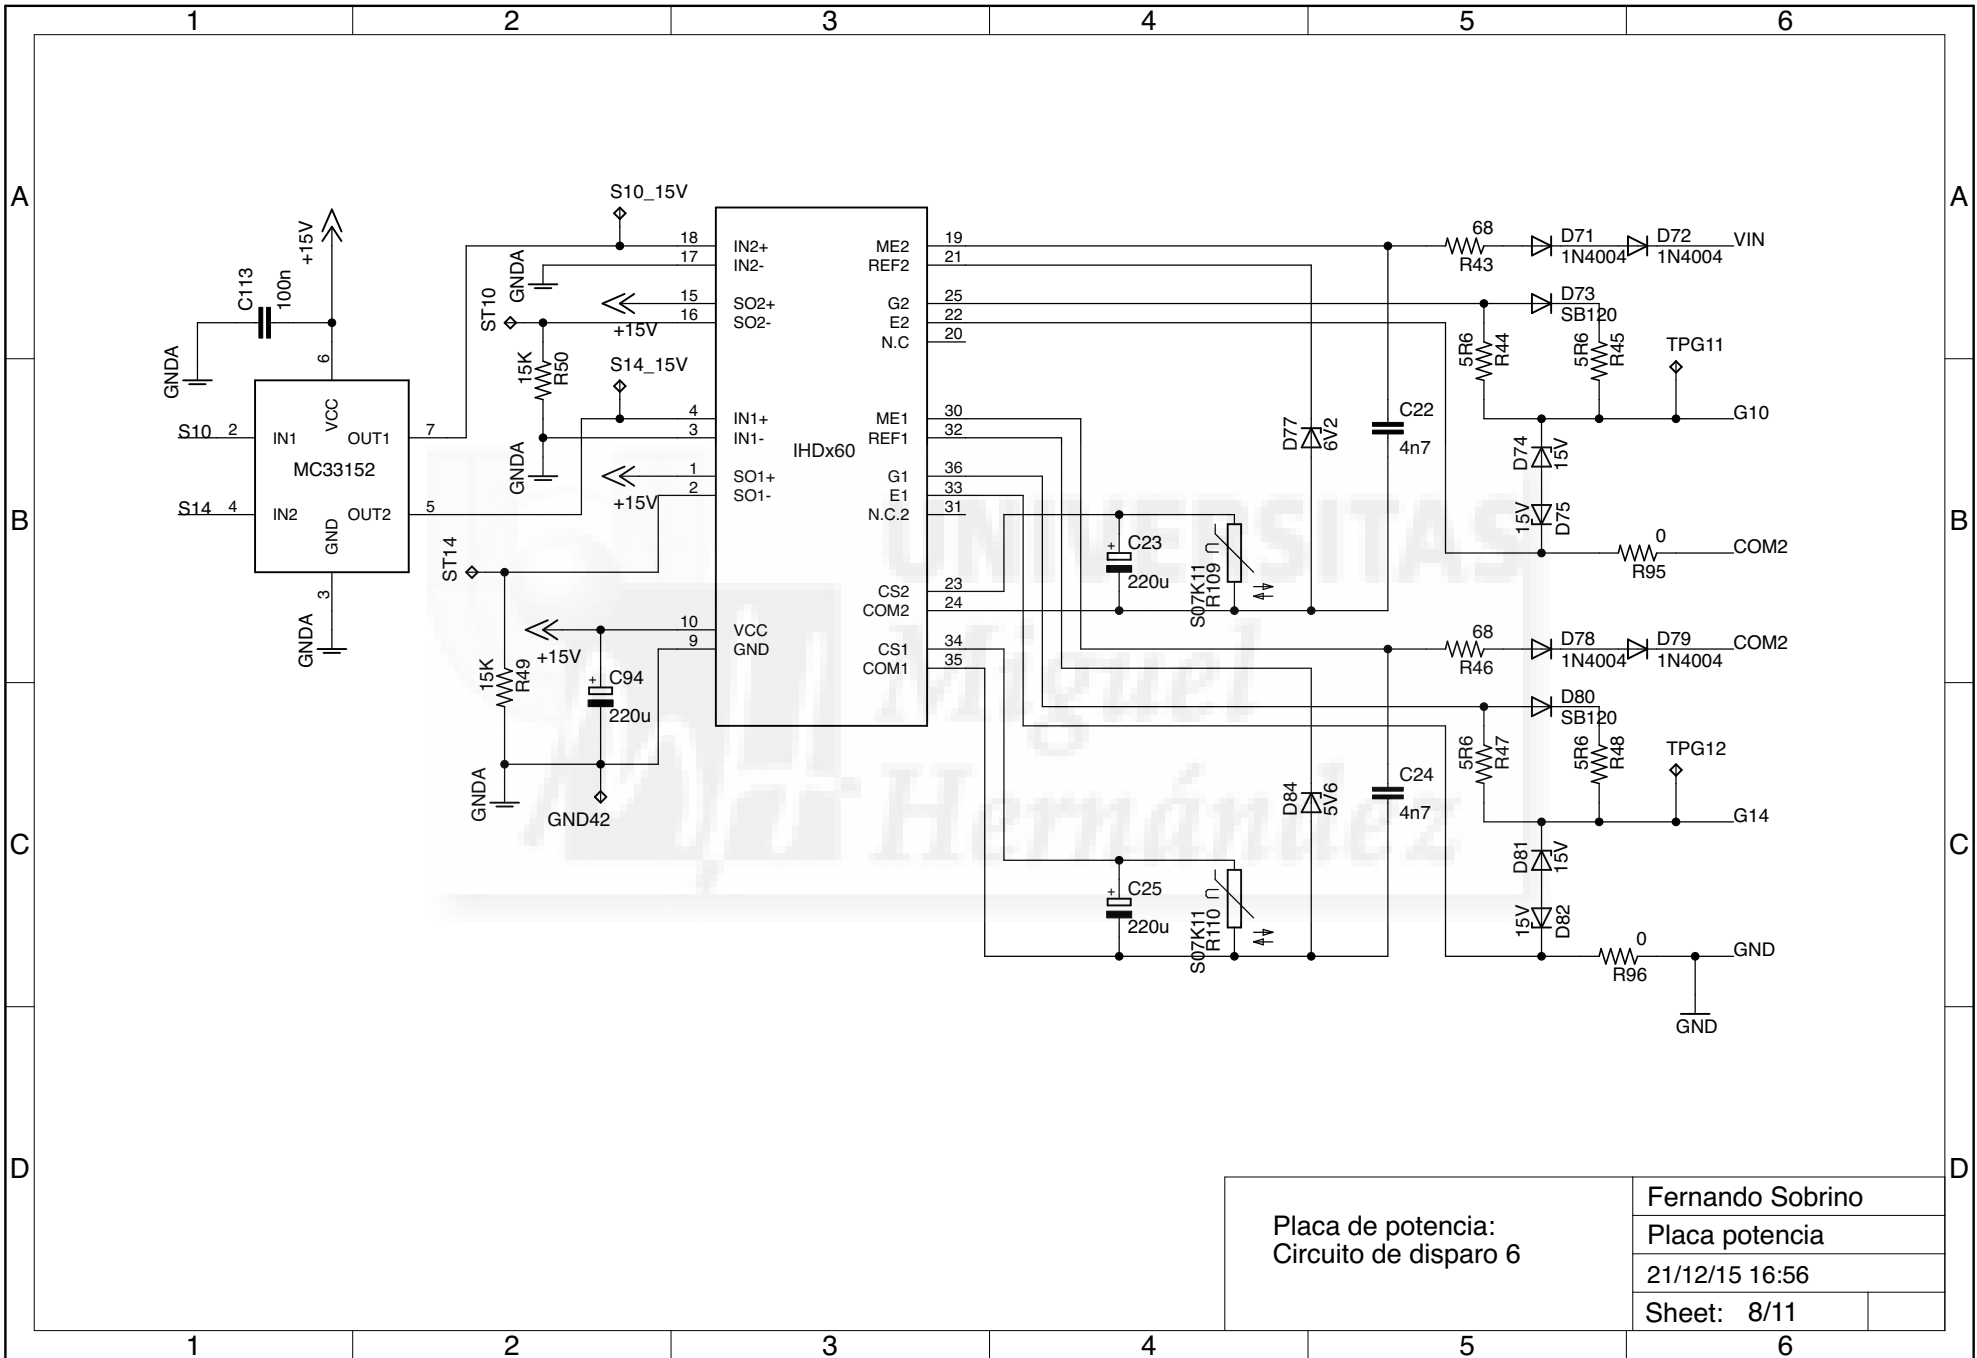 1 2 3 4 5 6
A A
B B
C C
D D
1 2 3 4 5 6
+15V
C113
100n
GNDA
6
VCC
S10 2 IN1 OUT1 7
MC33152
S14 4 IN2 OUT2 5
GND
3
GNDA
S10_15V
GNDA
ST10
+15V
15K
R50
S14_15V
GNDA
+15V
ST14
15K
R49
+15V
C94
+
220u
GNDA
GND42
IHDx60
18 IN2+
17 IN2-
15 SO2+
16 SO2-
4 IN1+
3 IN1-
1 SO1+
2 SO1-
10 VCC
9 GND
ME2 19
REF2 21
G2 25
E2 22
N.C 20
ME1 30
REF1 32
G1 36
E1 33
N.C.2 31
CS2 23
COM2 24
CS1 34
COM1 35
C23
+
220u
S07K11
R109
U
D77
6V2
C22
4n7
68
R43
D71
1N4004
D72
1N4004
VIN
D73
SB120
5R6
R44
5R6
R45
TPG11
G10
D74
15V
15V
D75
0
R95
COM2
68
R46
D78
1N4004
D79
1N4004
COM2
D80
SB120
5R6
R47
5R6
R48
TPG12
G14
D84
5V6
C24
4n7
C25
+
220u
S07K11
R110
U
D81
15V
15V
D82
0
R96
GND
GND
UNIVERSITAS
Miguel
Hernández
Placa de potencia:
Circuito de disparo 6
Fernando Sobrino
Placa potencia
21/12/15 16:56
Sheet: 8/11